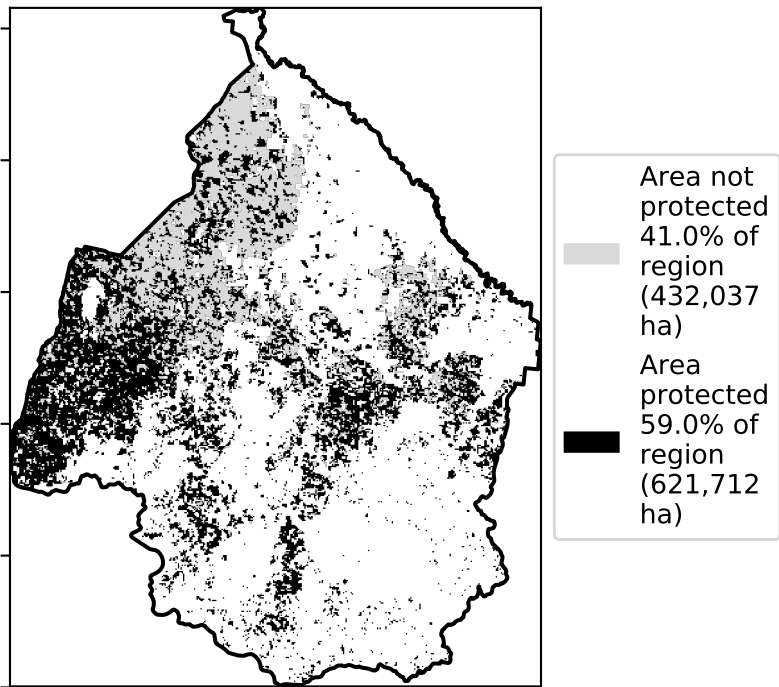 Area not
protected
41.0% of
region
(432,037
ha)
Area
protected
59.0% of
region
(621,712
ha)